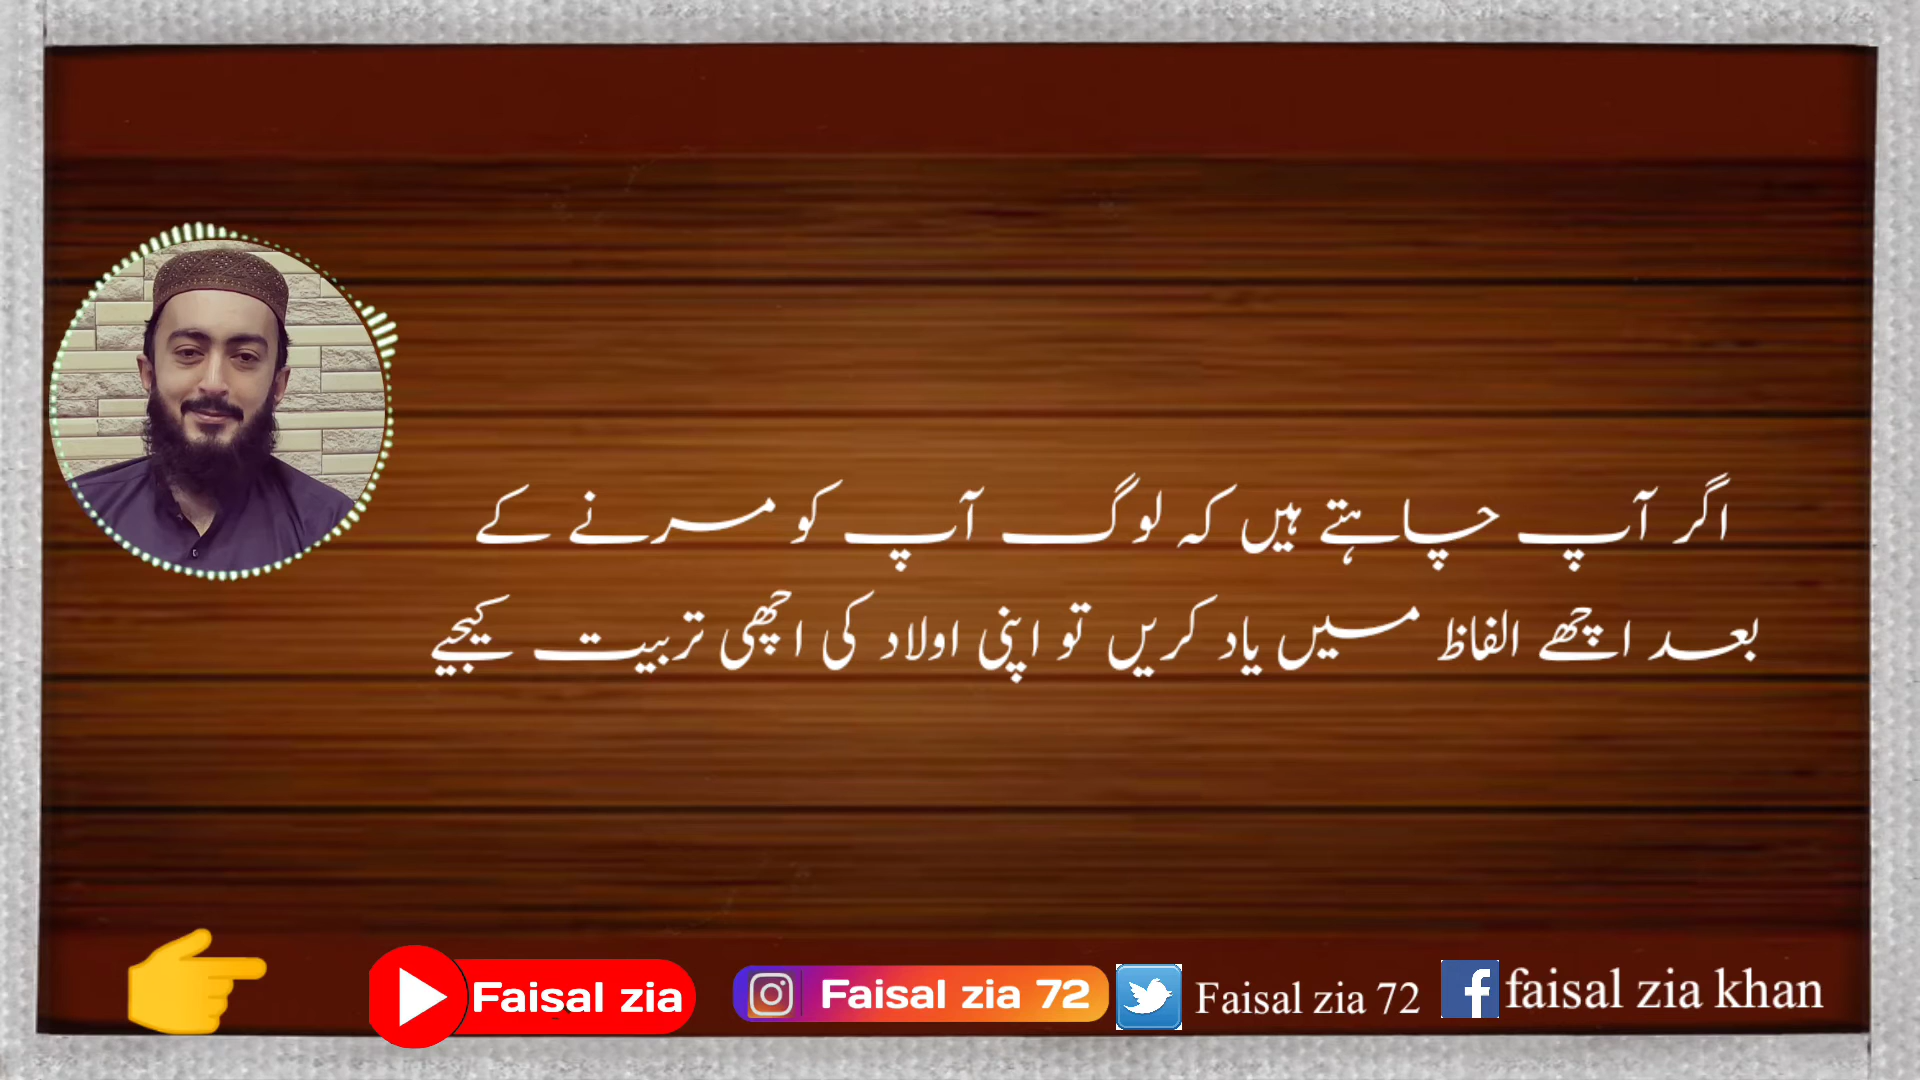 اگر آپ چاہتے ہیں کہ لوگ آپ کو مرنے کے
بعد اچھے الفاظ میں یاد کریں تو اپنی اولاد کی اچھی تربیت کیجیے
Faisal zia
Faisal zia 72
Faisal zia 72
faisal zia khan